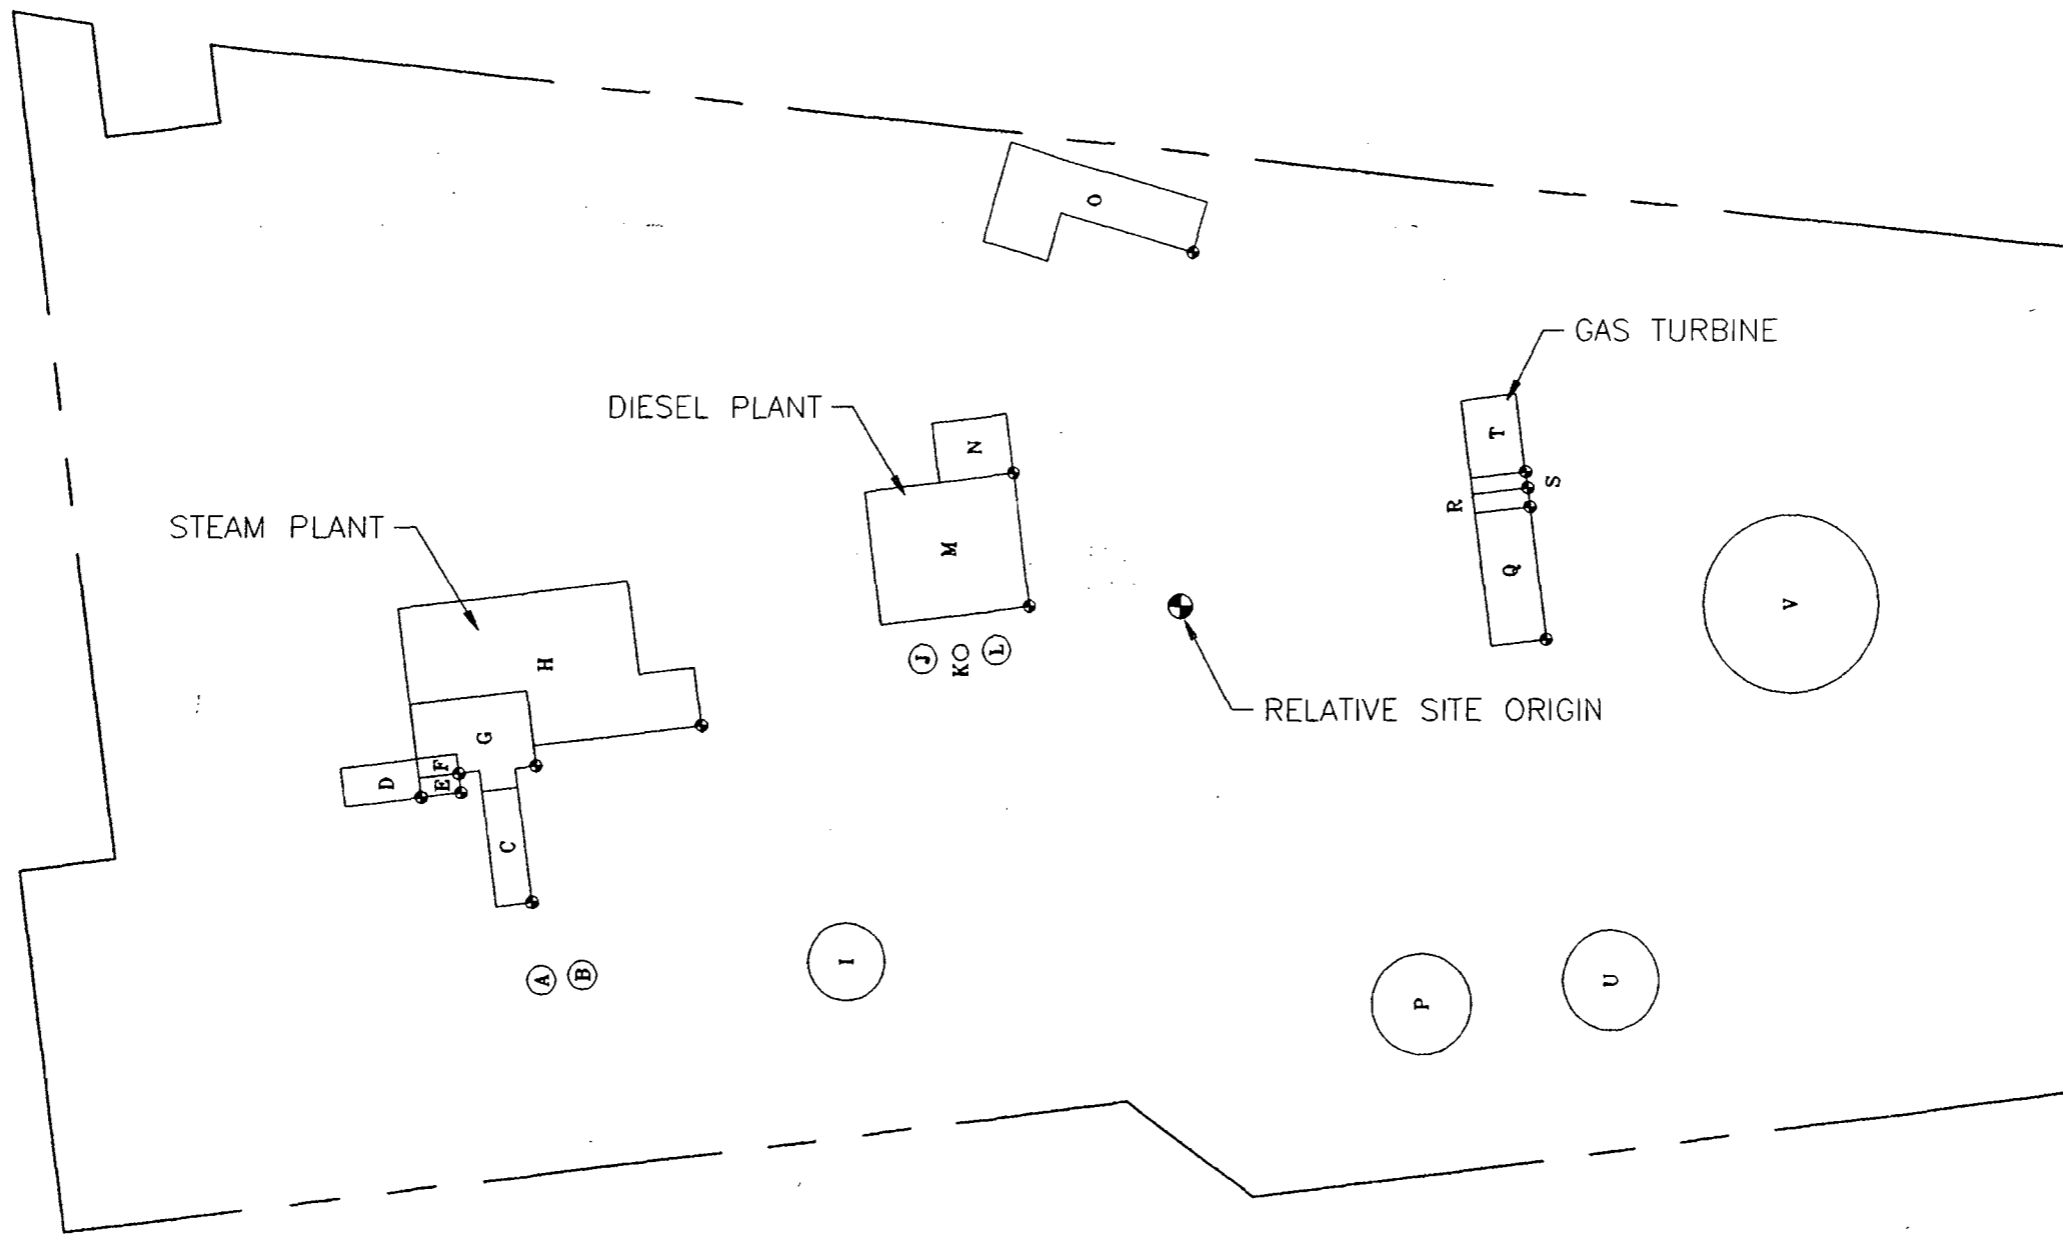 O
GAS TURBINE
DIESEL PLANT
T
N
S
R
STEAM PLANT
M
Q
V
H
J
K
L
RELATIVE SITE ORIGIN
G
F
D
E
C
I
A
B
U
P